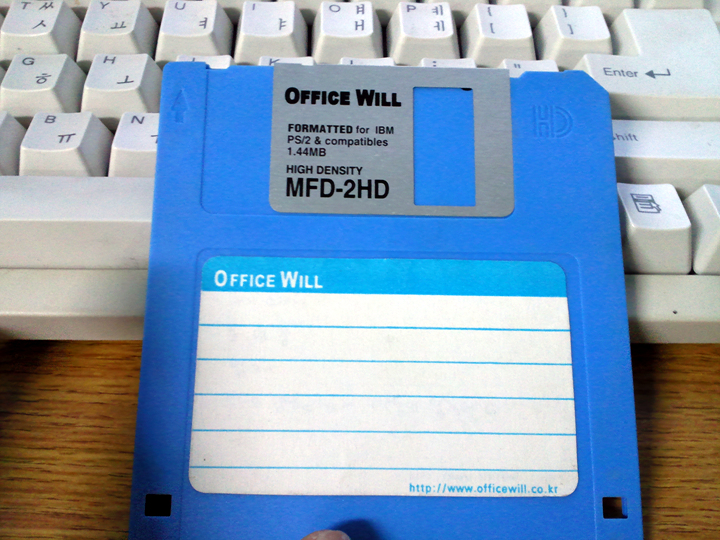 T ㅆ Y U I O ㅒ P ㅖ { }
ㅅ ㅛ ㅕ ㅑ ㅐ ㅔ [ ]
G H K L
ㅎ ㅗ Enter
B N
ㅠ hift
OFFICE WILL
FORMATTED for IBM
PS/2 & compatibles
1.44MB
HIGH DENSITY
MFD-2HD
HD
OFFICE WILL
http://www.officewill.co.kr